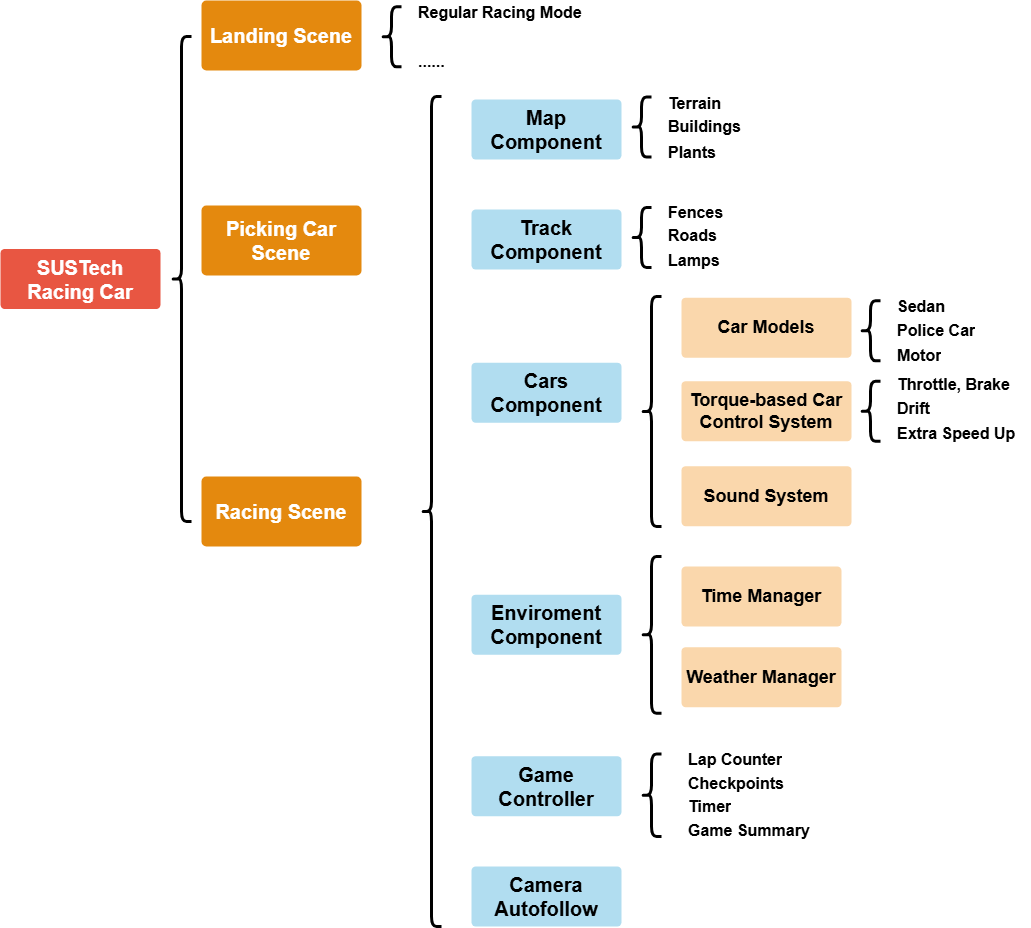 SUSTech
Racing Car
Landing Scene
Regular Racing Mode
......
Picking Car
Scene
Racing Scene
Map
Component
Terrain
Buildings
Plants
Track
Component
Fences
Roads
Lamps
Cars
Component
Car Models
Sedan
Police Car
Motor
Torque-based Car
Control System
Throttle, Brake
Drift
Extra Speed Up
Sound System
Enviroment
Component
Time Manager
Weather Manager
Game
Controller
Lap Counter
Checkpoints
Timer
Game Summary
Camera
Autofollow